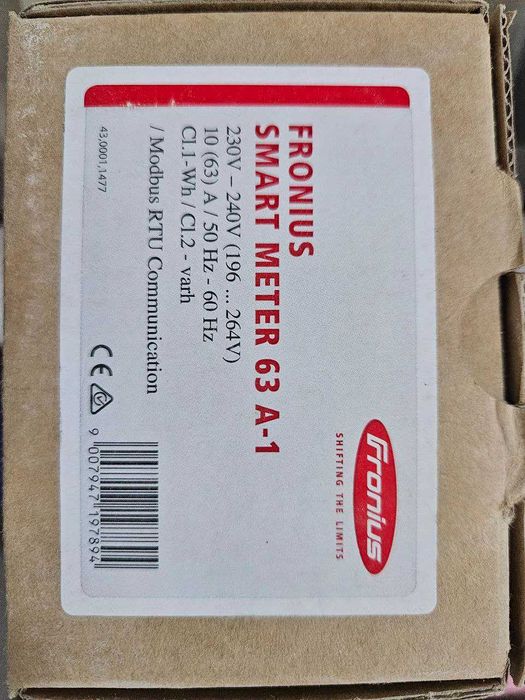 Fronius
SHIFTING THE LIMITS
FRONIUS
SMART METER 63 A-1
230V – 240V (196 ... 264V)
10 (63) A / 50 Hz - 60 Hz
Cl.1-Wh / Cl.2 - varh
/ Modbus RTU Communication
CE
43,0001,1477
9 007947 197894